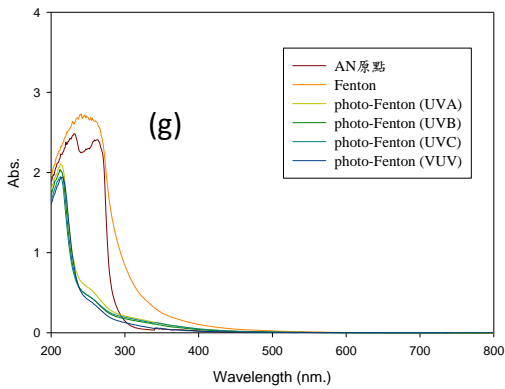 4
3
2
1
0
Abs.
(g)
AN原點
Fenton
photo-Fenton (UVA)
photo-Fenton (UVB)
photo-Fenton (UVC)
photo-Fenton (VUV)
200 300 400 500 600 700 800
Wavelength (nm.)